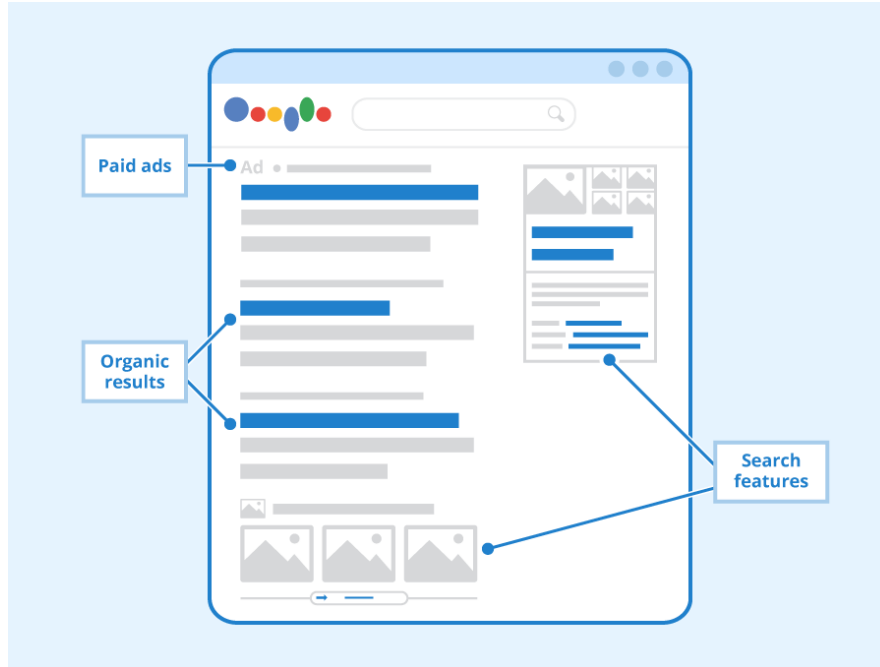 Paid ads
Ad
Organic
results
Search
features